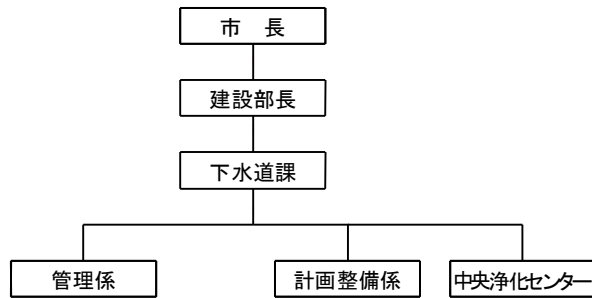 市　長
建設部長
下水道課
管理係
計画整備係
中央浄化センター